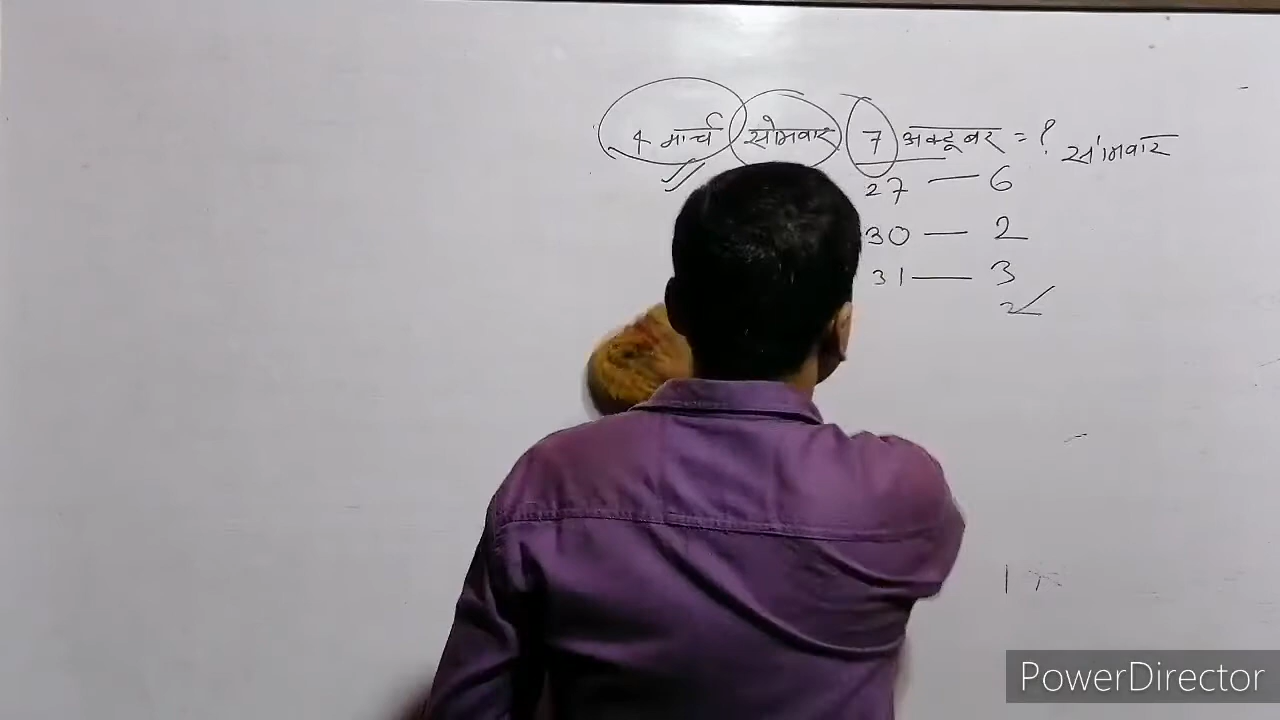 4 मार्च सोमवार 7 अक्टूबर = ? सोमवार
27 — 6
30 — 2
31 — 3
PowerDirector